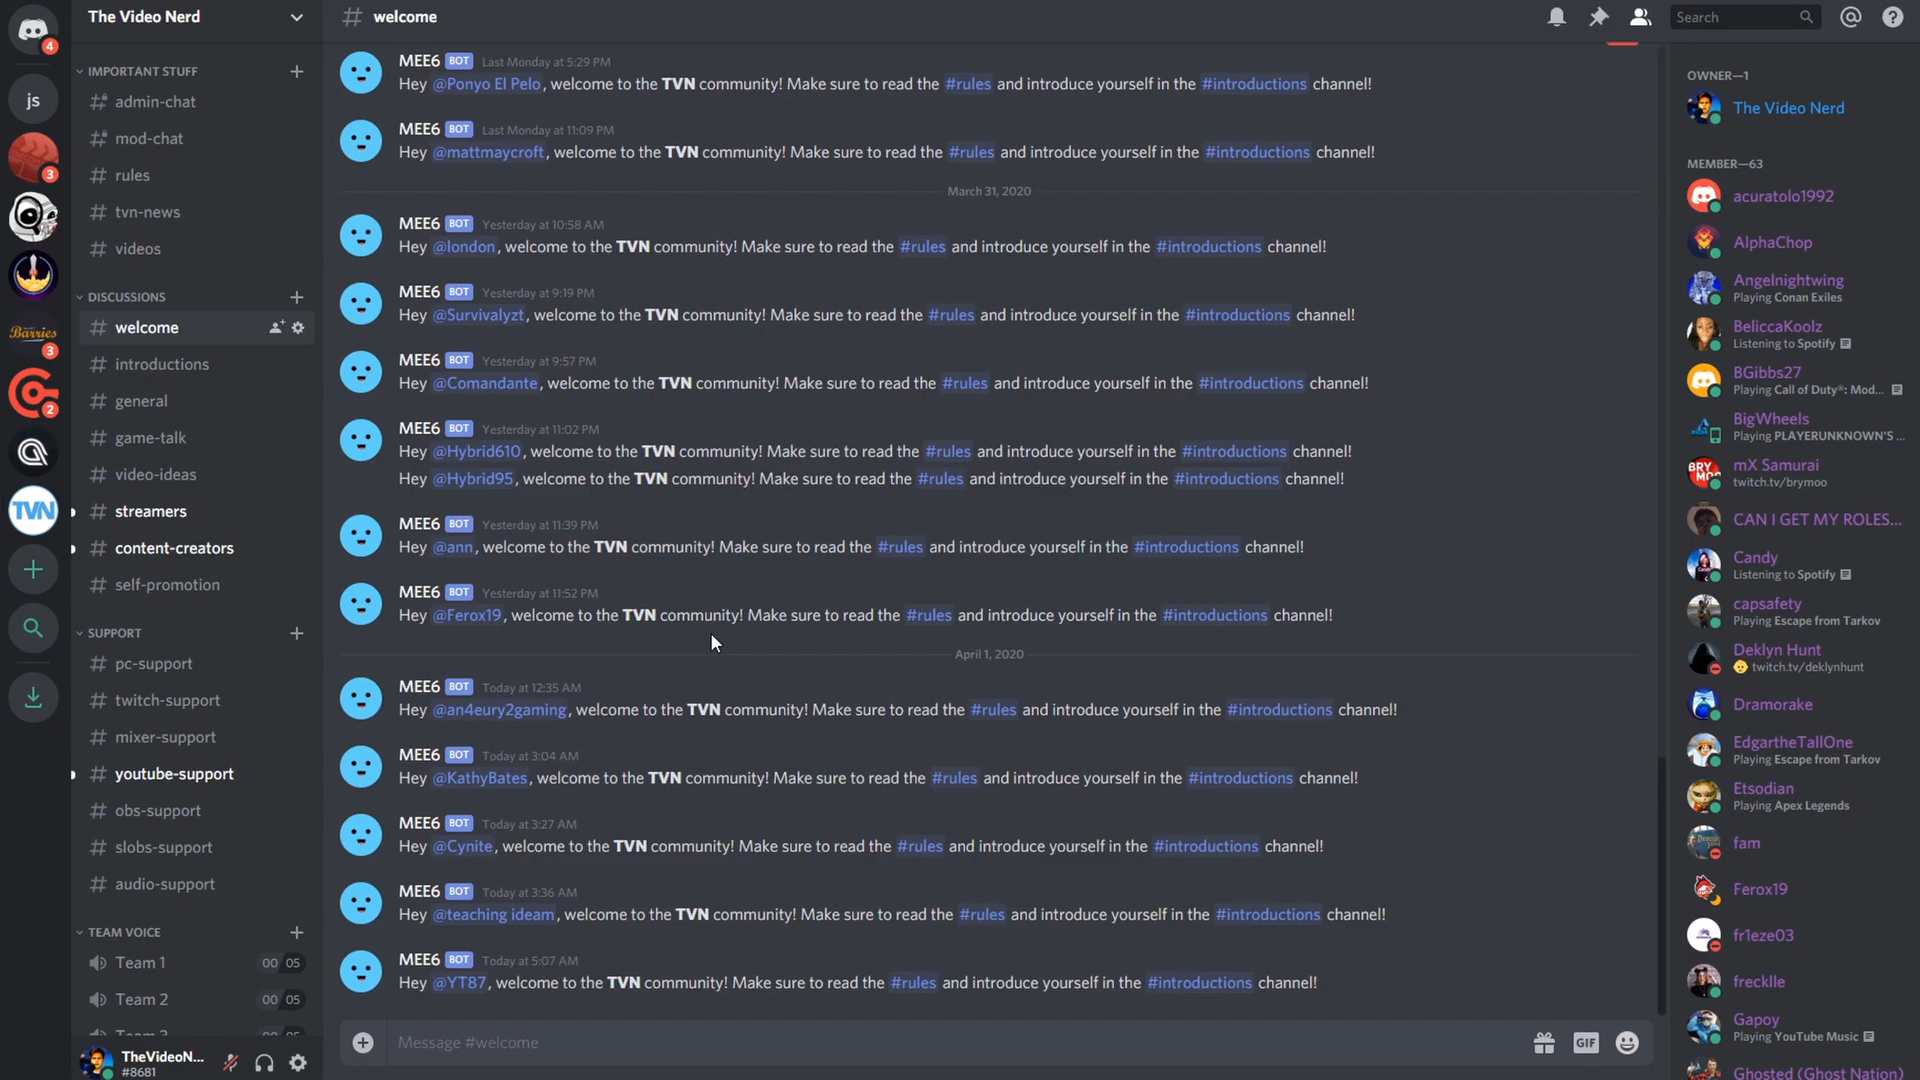 The Video Nerd
IMPORTANT STUFF
admin-chat
mod-chat
rules
tvn-news
videos
DISCUSSIONS
welcome
introductions
general
game-talk
video-ideas
streamers
content-creators
self-promotion
SUPPORT
pc-support
twitch-support
mixer-support
youtube-support
obs-support
slobs-support
audio-support
TEAM VOICE
Team 1 00 05
Team 2 00 05
Team 3 00 05
TheVideoN...
#8681
4
js
3
Barries
3
2
TVN
# welcome
Search
MEE6 BOT Last Monday at 5:29 PM
Hey @Ponyo El Pelo, welcome to the TVN community! Make sure to read the #rules and introduce yourself in the #introductions channel!
MEE6 BOT Last Monday at 11:09 PM
Hey @mattmaycroft, welcome to the TVN community! Make sure to read the #rules and introduce yourself in the #introductions channel!
March 31, 2020
MEE6 BOT Yesterday at 10:58 AM
Hey @london, welcome to the TVN community! Make sure to read the #rules and introduce yourself in the #introductions channel!
MEE6 BOT Yesterday at 9:19 PM
Hey @Survivalyzt, welcome to the TVN community! Make sure to read the #rules and introduce yourself in the #introductions channel!
MEE6 BOT Yesterday at 9:57 PM
Hey @Comandante, welcome to the TVN community! Make sure to read the #rules and introduce yourself in the #introductions channel!
MEE6 BOT Yesterday at 11:02 PM
Hey @Hybrid610, welcome to the TVN community! Make sure to read the #rules and introduce yourself in the #introductions channel!
Hey @Hybrid95, welcome to the TVN community! Make sure to read the #rules and introduce yourself in the #introductions channel!
MEE6 BOT Yesterday at 11:39 PM
Hey @ann, welcome to the TVN community! Make sure to read the #rules and introduce yourself in the #introductions channel!
MEE6 BOT Yesterday at 11:52 PM
Hey @Ferox19, welcome to the TVN community! Make sure to read the #rules and introduce yourself in the #introductions channel!
April 1, 2020
MEE6 BOT Today at 12:35 AM
Hey @an4eury2gaming, welcome to the TVN community! Make sure to read the #rules and introduce yourself in the #introductions channel!
MEE6 BOT Today at 3:04 AM
Hey @KathyBates, welcome to the TVN community! Make sure to read the #rules and introduce yourself in the #introductions channel!
MEE6 BOT Today at 3:27 AM
Hey @Cynite, welcome to the TVN community! Make sure to read the #rules and introduce yourself in the #introductions channel!
MEE6 BOT Today at 3:36 AM
Hey @teaching ideam, welcome to the TVN community! Make sure to read the #rules and introduce yourself in the #introductions channel!
MEE6 BOT Today at 5:07 AM
Hey @YT87, welcome to the TVN community! Make sure to read the #rules and introduce yourself in the #introductions channel!
Message #welcome
GIF
OWNER—1
The Video Nerd
MEMBER—63
acuratolo1992
AlphaChop
Angelnightwing
Playing Conan Exiles
BeliccaKoolz
Listening to Spotify
BGibbs27
Playing Call of Duty®: Mod...
BigWheels
Playing PLAYERUNKNOWN'S ...
mX Samurai
twitch.tv/brymoo
CAN I GET MY ROLES...
Candy
Listening to Spotify
capsafety
Playing Escape from Tarkov
Deklyn Hunt
twitch.tv/deklynhunt
Dramorake
EdgartheTallOne
Playing Escape from Tarkov
Etsodian
Playing Apex Legends
fam
Ferox19
fr1eze03
frecklle
Gapoy
Playing YouTube Music
Ghosted (Ghost Nation)